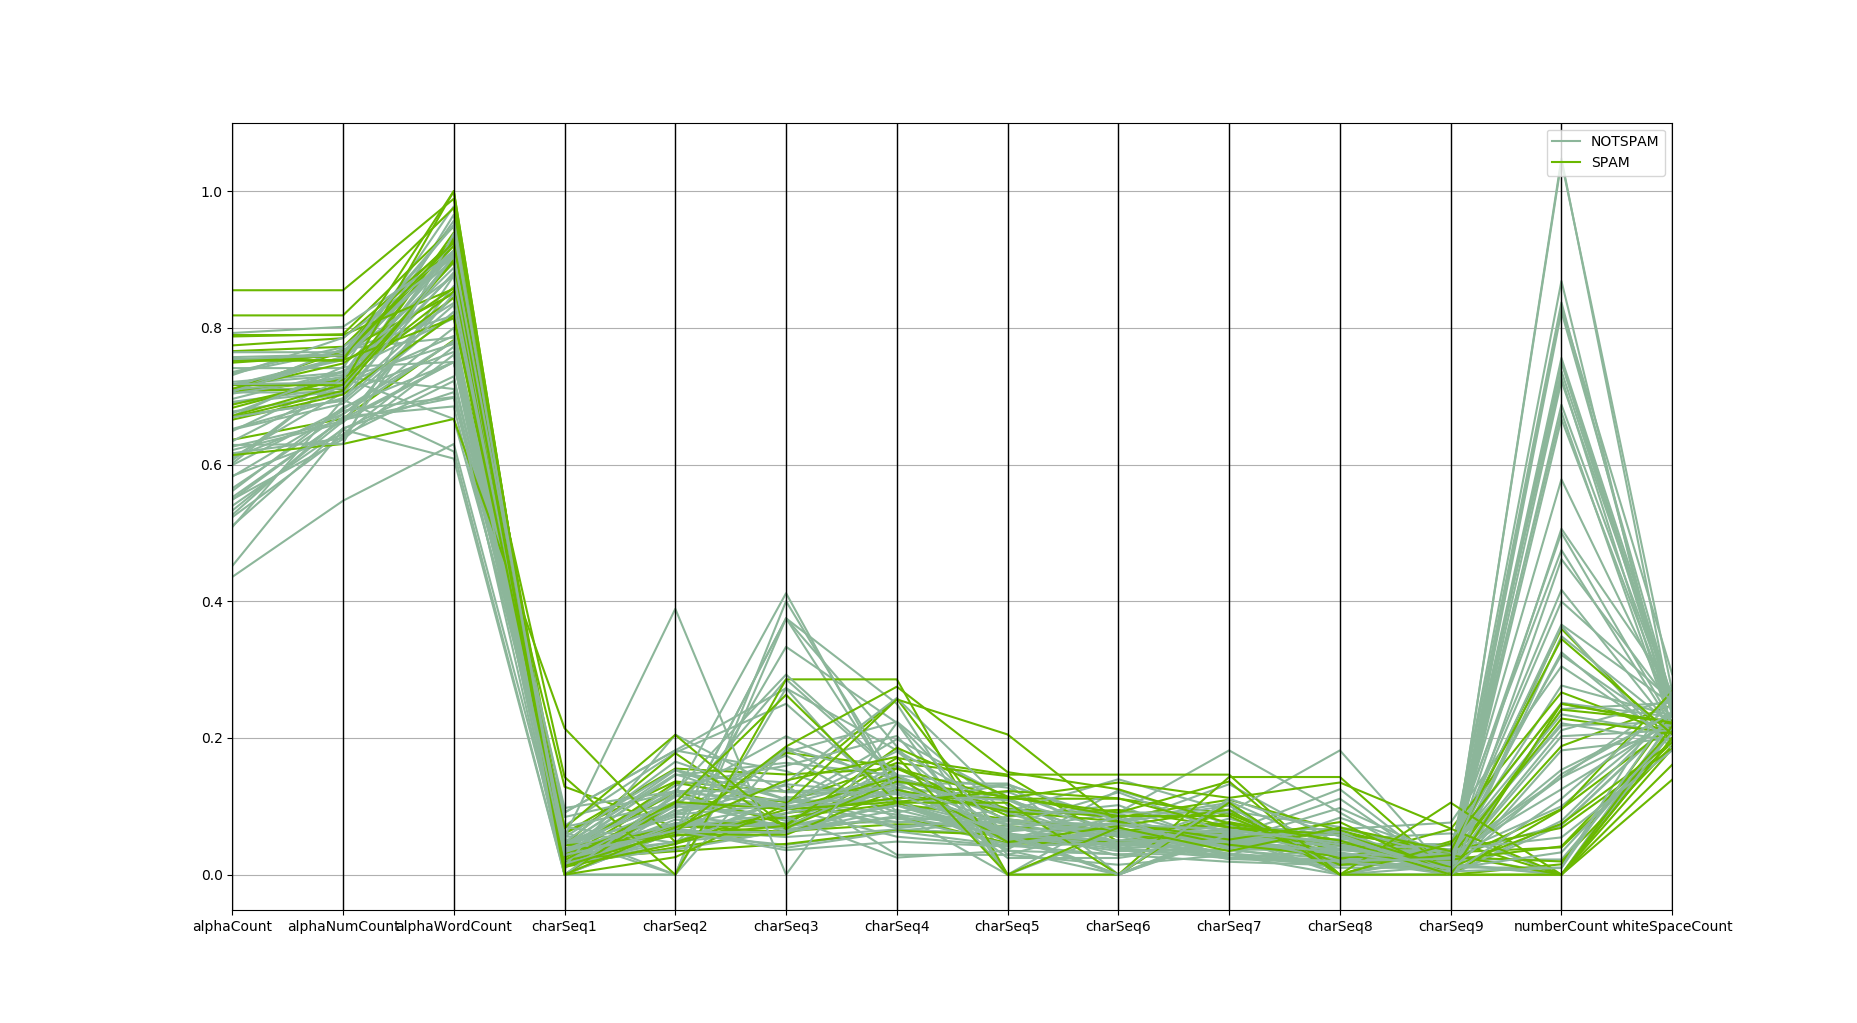 NOTSPAM
SPAM
1.0
0.8
0.6
0.4
0.2
0.0
alphaCount alphaNumCount alphaWordCount charSeq1 charSeq2 charSeq3 charSeq4 charSeq5 charSeq6 charSeq7 charSeq8 charSeq9 numberCount whiteSpaceCount